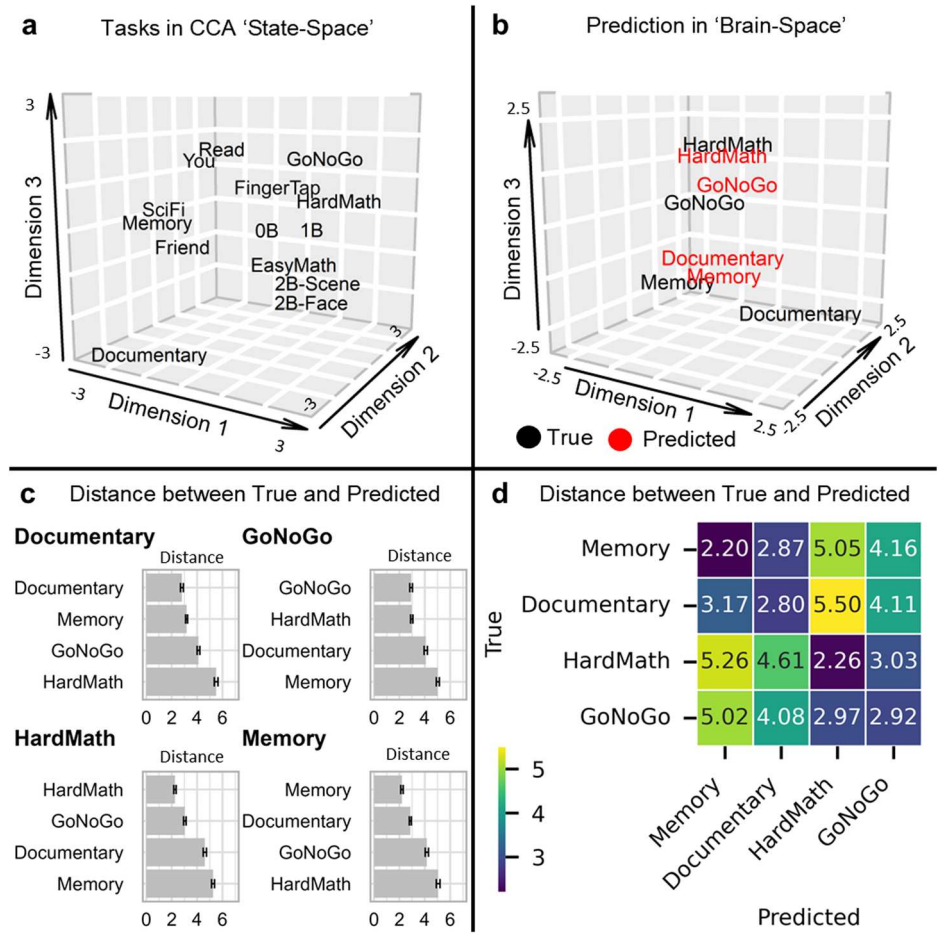 a Tasks in CCA ‘State-Space’
3
Read
You
GoNoGo
FingerTap
HardMath
SciFi
Memory
0B 1B
Friend
EasyMath
2B-Scene
2B-Face
Documentary
Dimension 3
-3
-3
Dimension 1
3
-3
Dimension 2
3
b Prediction in ‘Brain-Space’
2.5
HardMath
HardMath
GoNoGo
GoNoGo
Documentary
Memory
Memory
Documentary
Dimension 3
-2.5
-2.5
Dimension 1
2.5
-2.5
Dimension 2
2.5
True Predicted
c Distance between True and Predicted
Documentary
Distance
Documentary
Memory
GoNoGo
HardMath
0 2 4 6
GoNoGo
Distance
GoNoGo
HardMath
Documentary
Memory
0 2 4 6
HardMath
Distance
HardMath
GoNoGo
Documentary
Memory
0 2 4 6
Memory
Distance
Memory
Documentary
GoNoGo
HardMath
0 2 4 6
d Distance between True and Predicted
True
Memory 2.20 2.87 5.05 4.16
Documentary 3.17 2.80 5.50 4.11
HardMath 5.26 4.61 2.26 3.03
GoNoGo 5.02 4.08 2.97 2.92
Memory
Documentary
HardMath
GoNoGo
Predicted
5
4
3